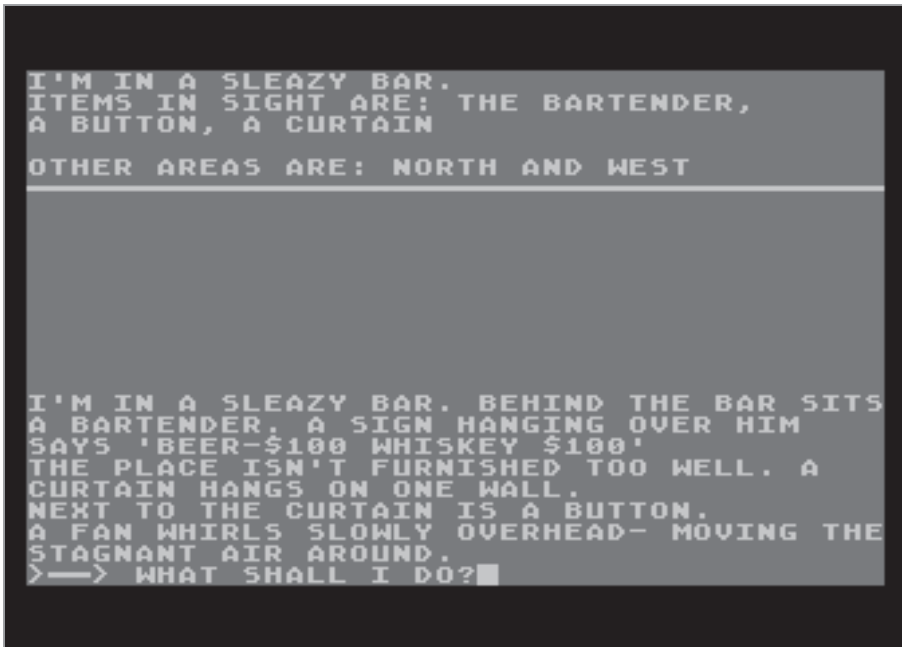 I'M IN A SLEAZY BAR.
ITEMS IN SIGHT ARE: THE BARTENDER,
A BUTTON, A CURTAIN
OTHER AREAS ARE: NORTH AND WEST
I'M IN A SLEAZY BAR. BEHIND THE BAR SITS
A BARTENDER. A SIGN HANGING OVER HIM
SAYS 'BEER-$100 WHISKEY $100'
THE PLACE ISN'T FURNISHED TOO WELL. A
CURTAIN HANGS ON ONE WALL.
NEXT TO THE CURTAIN IS A BUTTON.
A FAN WHIRLS SLOWLY OVERHEAD- MOVING THE
STAGNANT AIR AROUND.
>——> WHAT SHALL I DO?